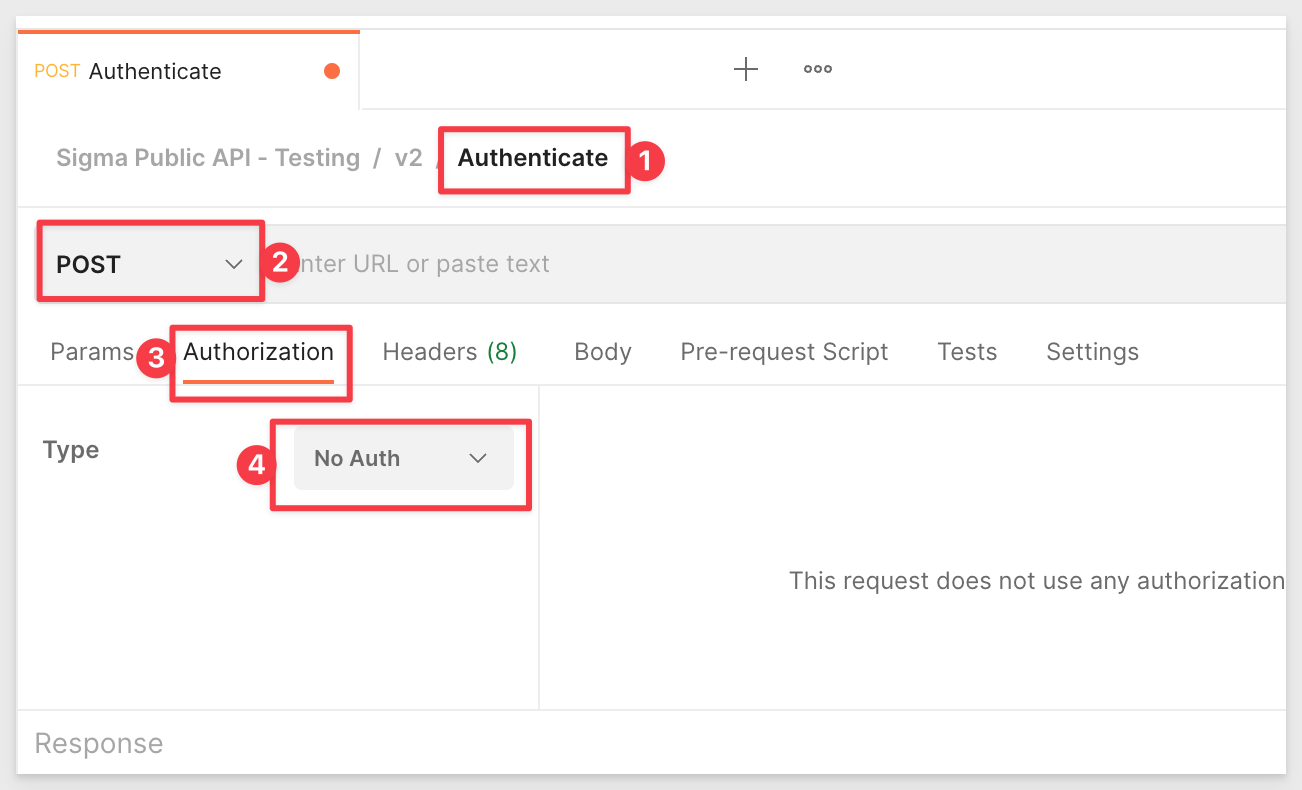 POST Authenticate
Sigma Public API - Testing / v2 / Authenticate 1
POST 2 nter URL or paste text
Params 3 Authorization Headers (8) Body Pre-request Script Tests Settings
Type 4 No Auth
This request does not use any authorization
Response